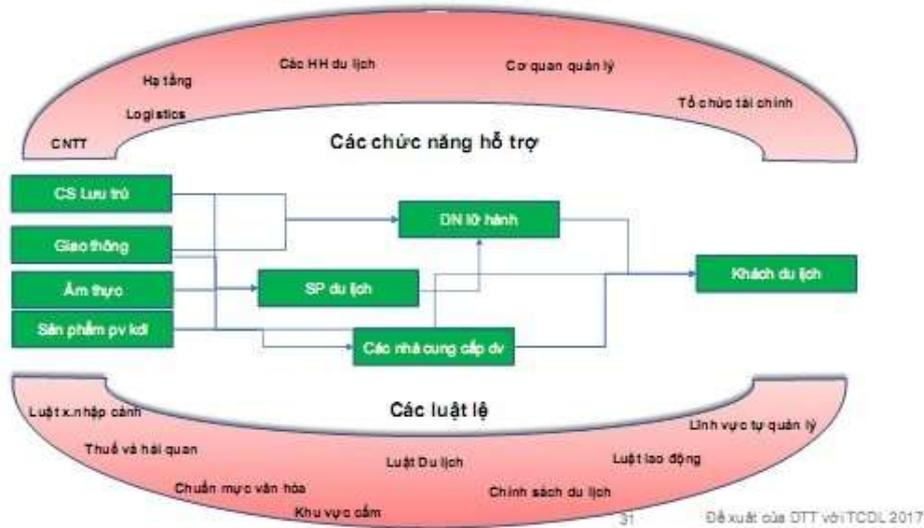 Các HH du lịch
Cơ quan quản lý
Hạ tầng
Tổ chức tài chính
Logistics
CNTT
Các chức năng hỗ trợ
CS Lưu trú
DN lữ hành
Giao thông
Khách du lịch
Ẩm thực
SP du lịch
Sản phẩm pv kdl
Các nhà cung cấp dv
Các luật lệ
Luật x.nhập cảnh
Lĩnh vực tự quản lý
Thuế và hải quan
Luật Du lịch
Luật lao động
Chuẩn mực văn hóa
Chính sách du lịch
Khu vực cấm
31
Đề xuất của DTT với TCDL 2017